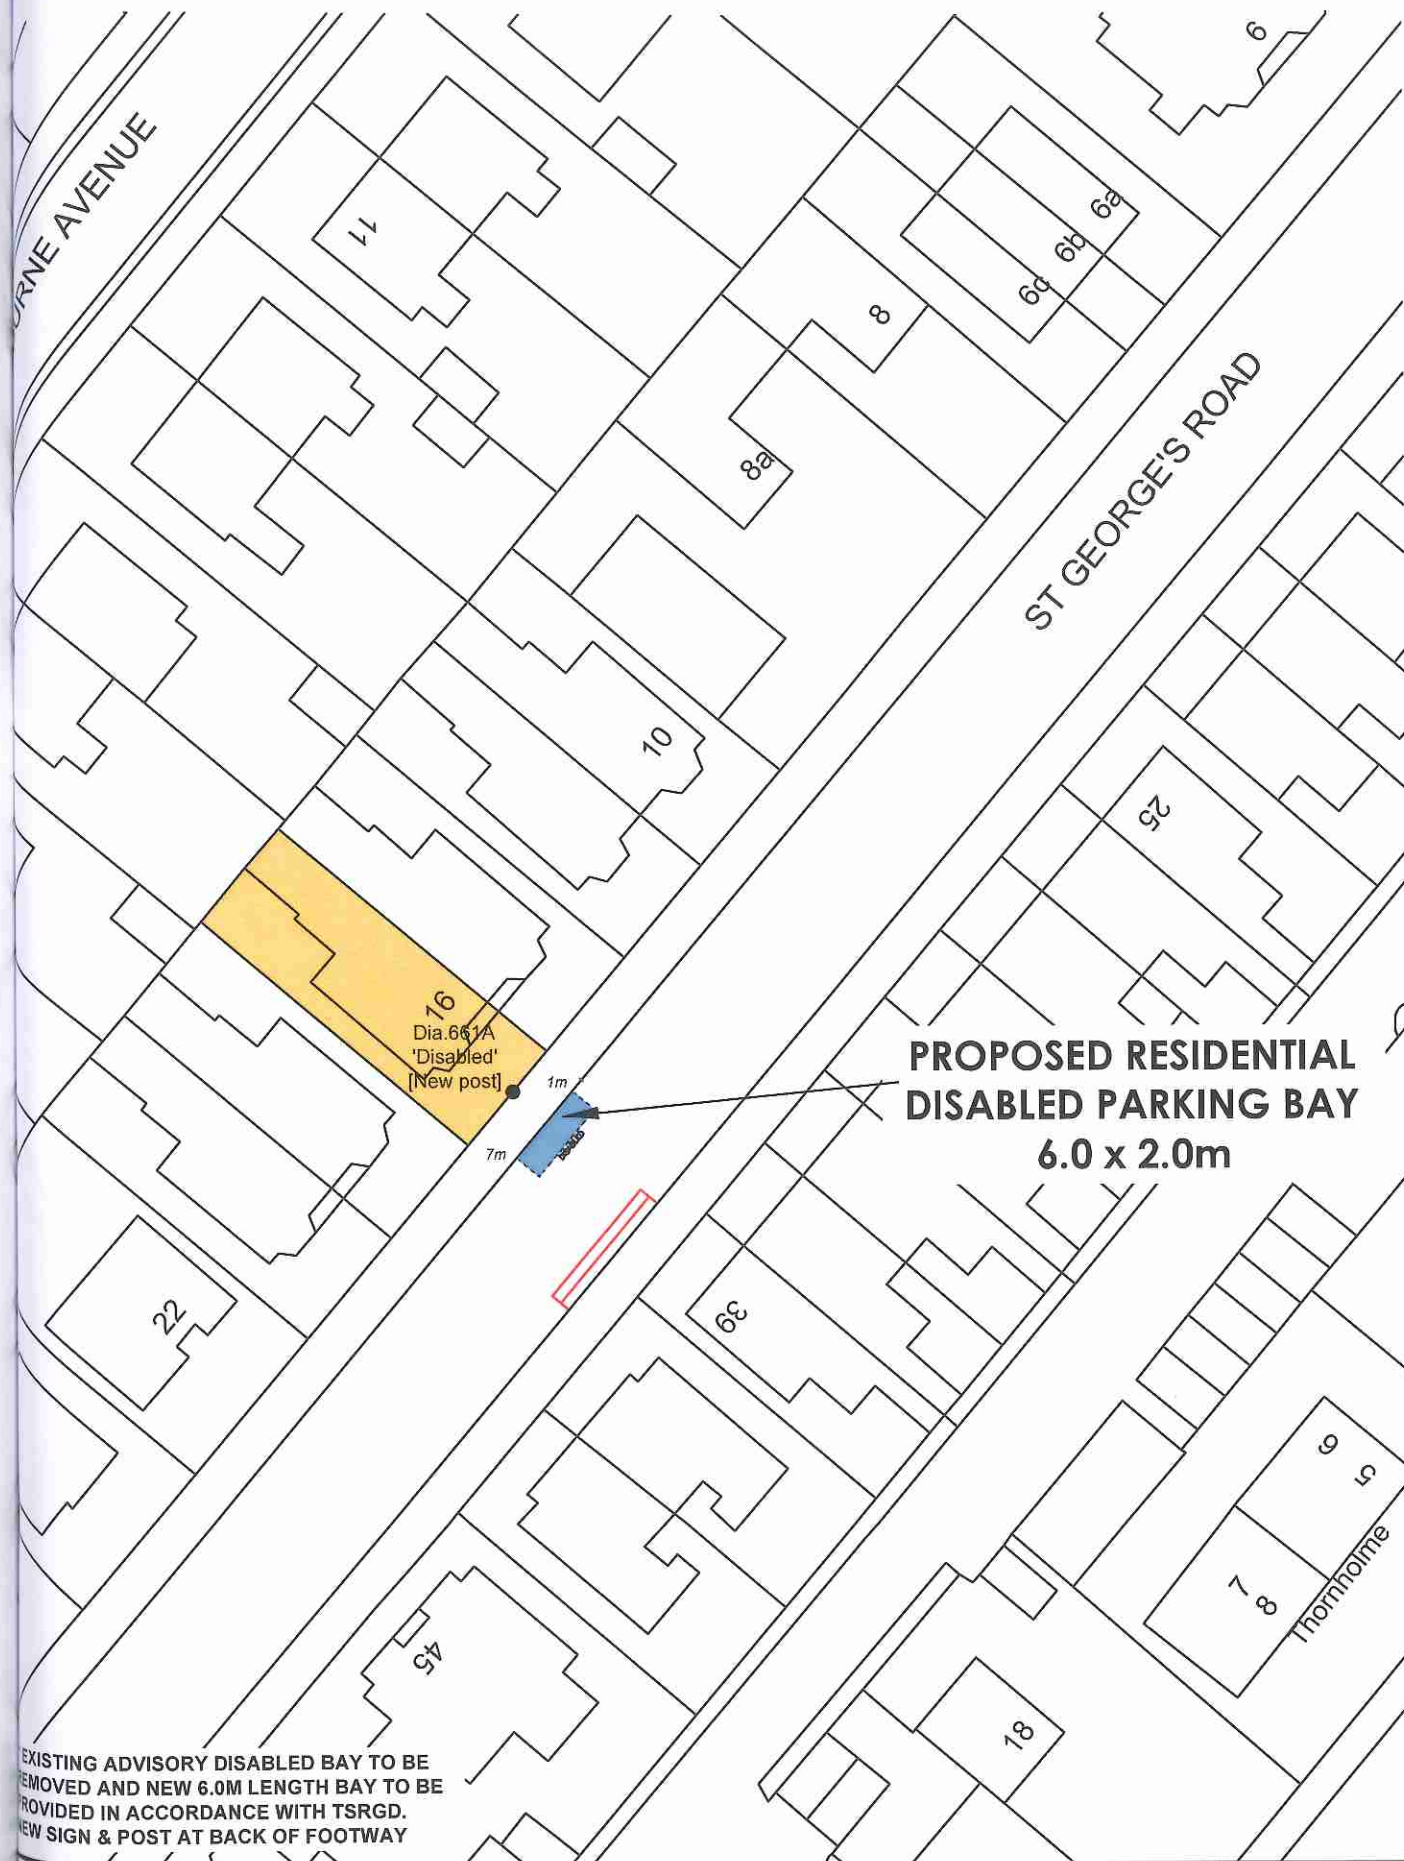 AVENUE
11
6
6a
6b
6c
8
8a
ST GEORGE'S ROAD
10
25
16
Dia.661A
'Disabled'
[New post]
1m
7m
PROPOSED RESIDENTIAL
DISABLED PARKING BAY
6.0 x 2.0m
22
39
6
5
7
8
Thornholme
45
18
EXISTING ADVISORY DISABLED BAY TO BE
EMOVED AND NEW 6.0M LENGTH BAY TO BE
ROVIDED IN ACCORDANCE WITH TSRGD.
EW SIGN & POST AT BACK OF FOOTWAY